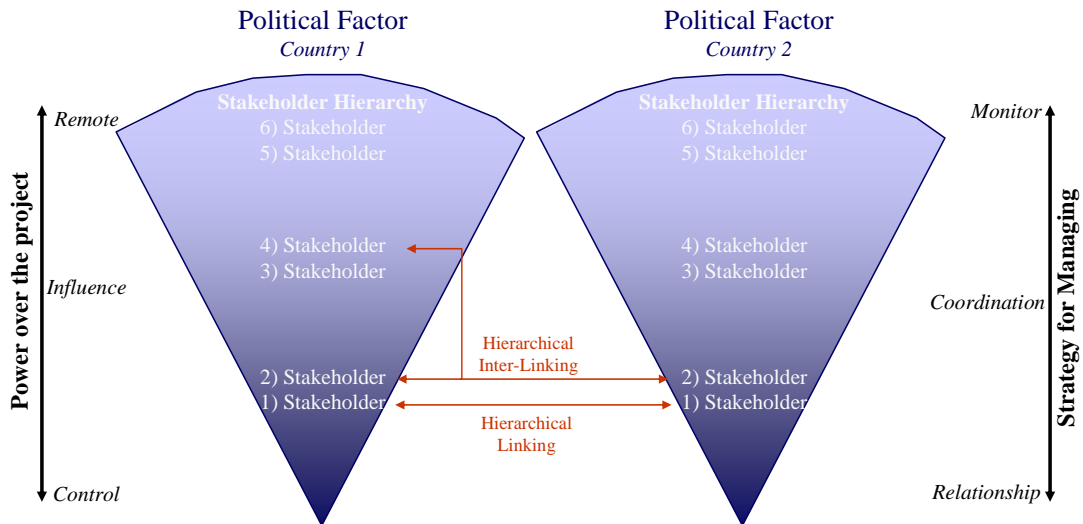 Political Factor
Country 1
Political Factor
Country 2
Power over the project
Remote
Influence
Control
Stakeholder Hierarchy
6) Stakeholder
5) Stakeholder
4) Stakeholder
3) Stakeholder
2) Stakeholder
1) Stakeholder
Hierarchical
Inter-Linking
Hierarchical
Linking
Stakeholder Hierarchy
6) Stakeholder
5) Stakeholder
4) Stakeholder
3) Stakeholder
2) Stakeholder
1) Stakeholder
Monitor
Coordination
Relationship
Strategy for Managing